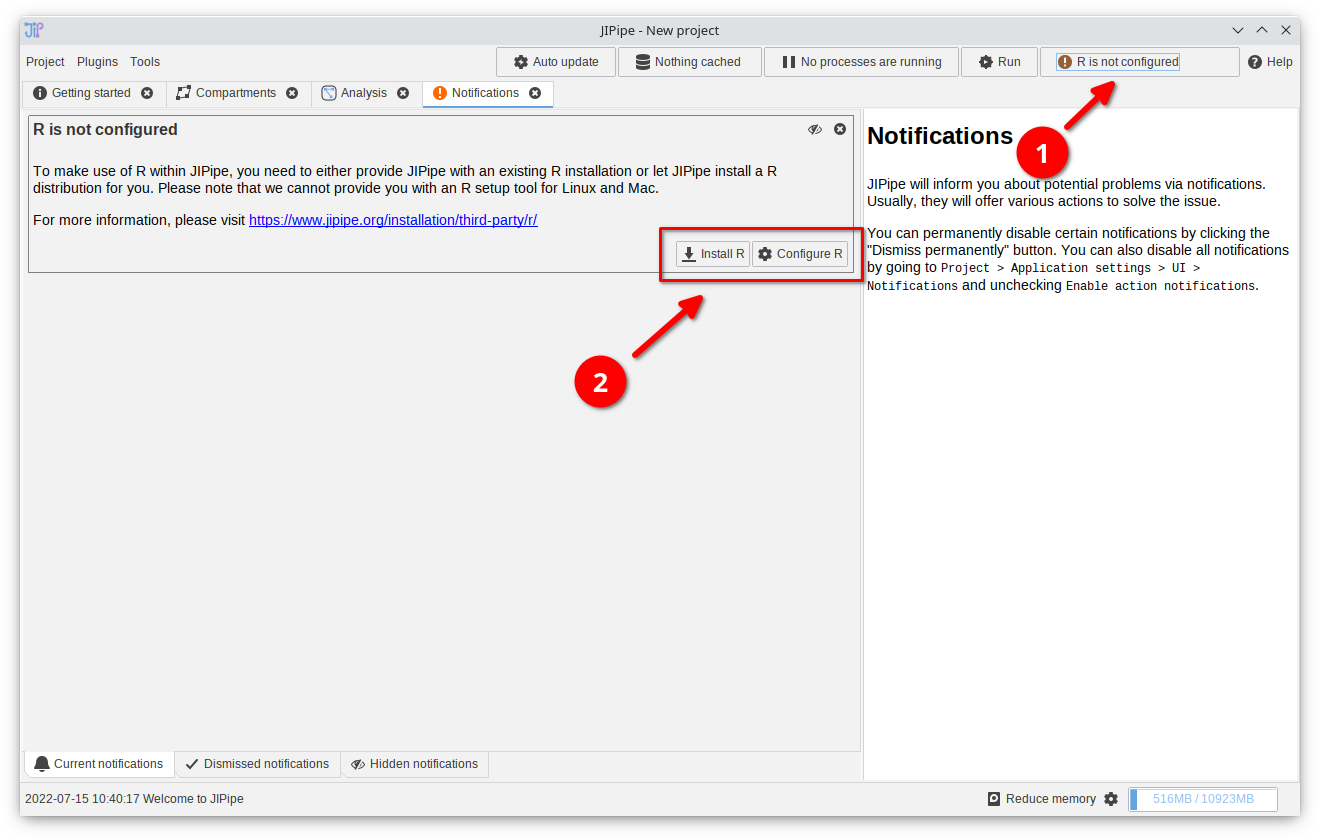 JIP
JIPipe - New project
Project Plugins Tools
Auto update
Nothing cached
No processes are running
Run
R is not configured
Help
Getting started
Compartments
Analysis
Notifications
R is not configured
To make use of R within JIPipe, you need to either provide JIPipe with an existing R installation or let JIPipe install a R
distribution for you. Please note that we cannot provide you with an R setup tool for Linux and Mac.
For more information, please visit https://www.jipipe.org/installation/third-party/r/
Install R
Configure R
1
2
Notifications
JIPipe will inform you about potential problems via notifications.
Usually, they will offer various actions to solve the issue.
You can permanently disable certain notifications by clicking the
"Dismiss permanently" button. You can also disable all notifications
by going to Project > Application settings > UI >
Notifications and unchecking Enable action notifications.
Current notifications
Dismissed notifications
Hidden notifications
2022-07-15 10:40:17 Welcome to JIPipe
Reduce memory
516MB / 10923MB